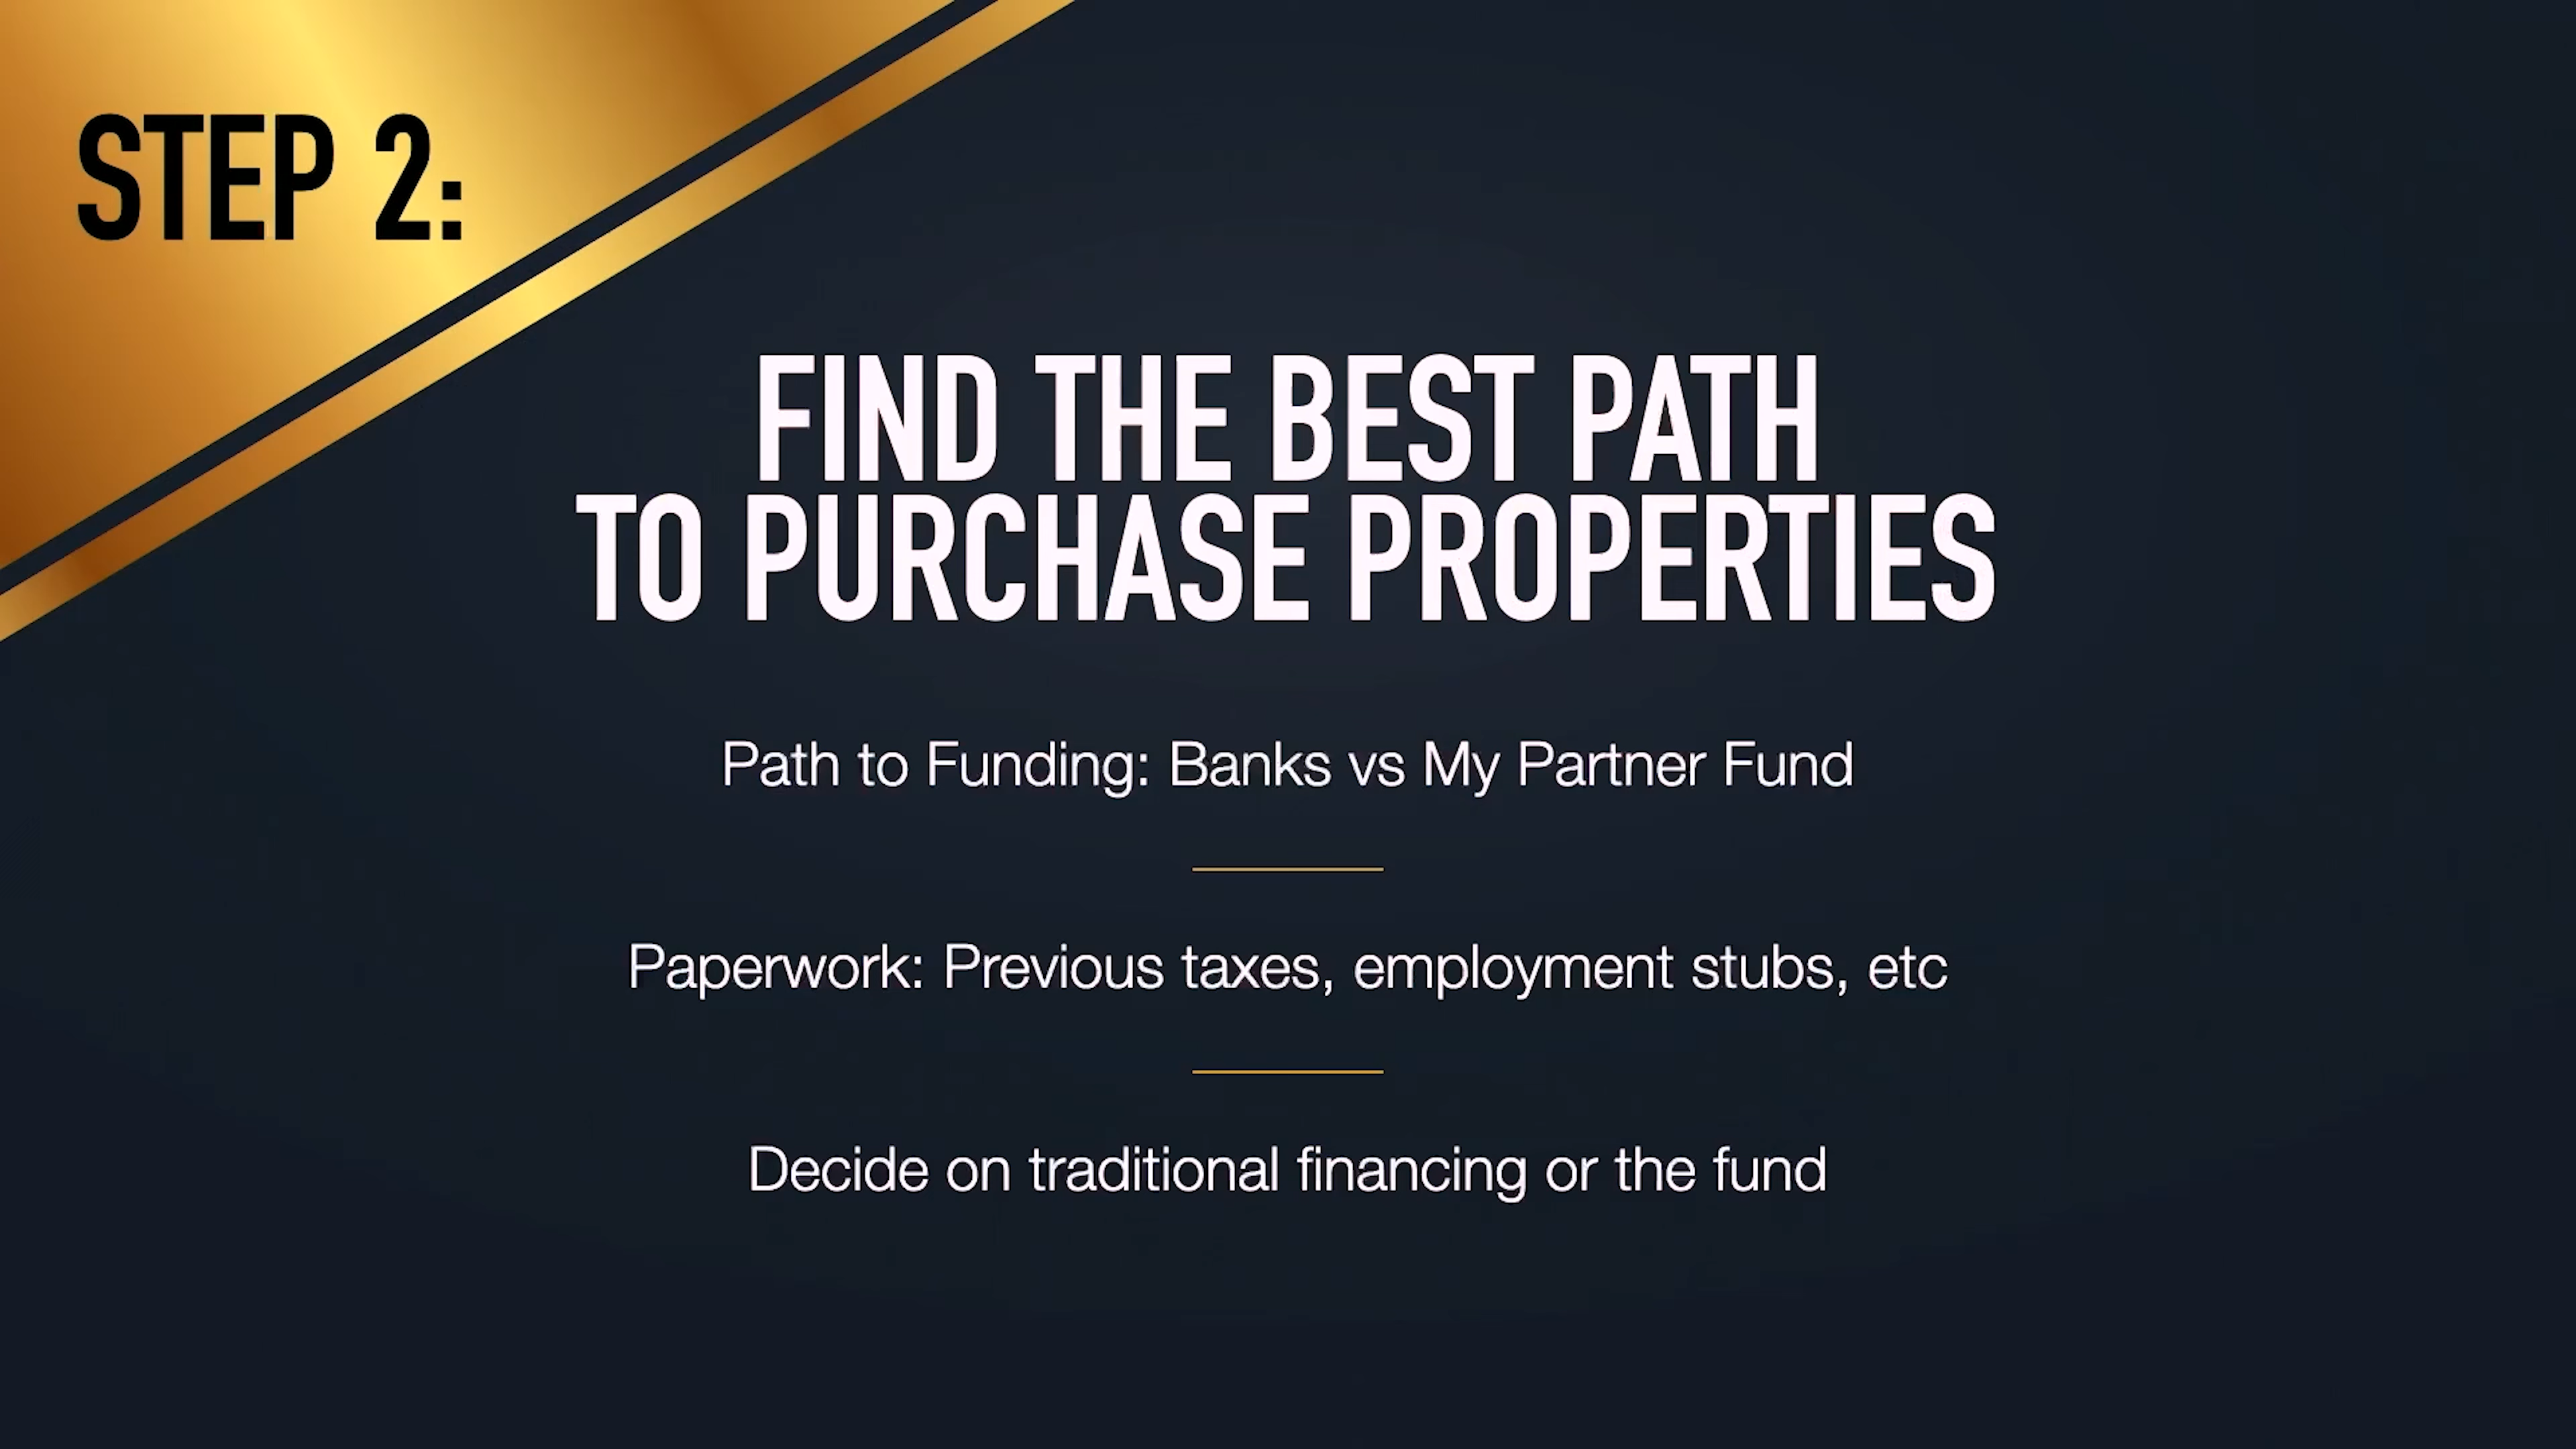 STEP 2:
FIND THE BEST PATH
TO PURCHASE PROPERTIES
Path to Funding: Banks vs My Partner Fund
Paperwork: Previous taxes, employment stubs, etc
Decide on traditional financing or the fund